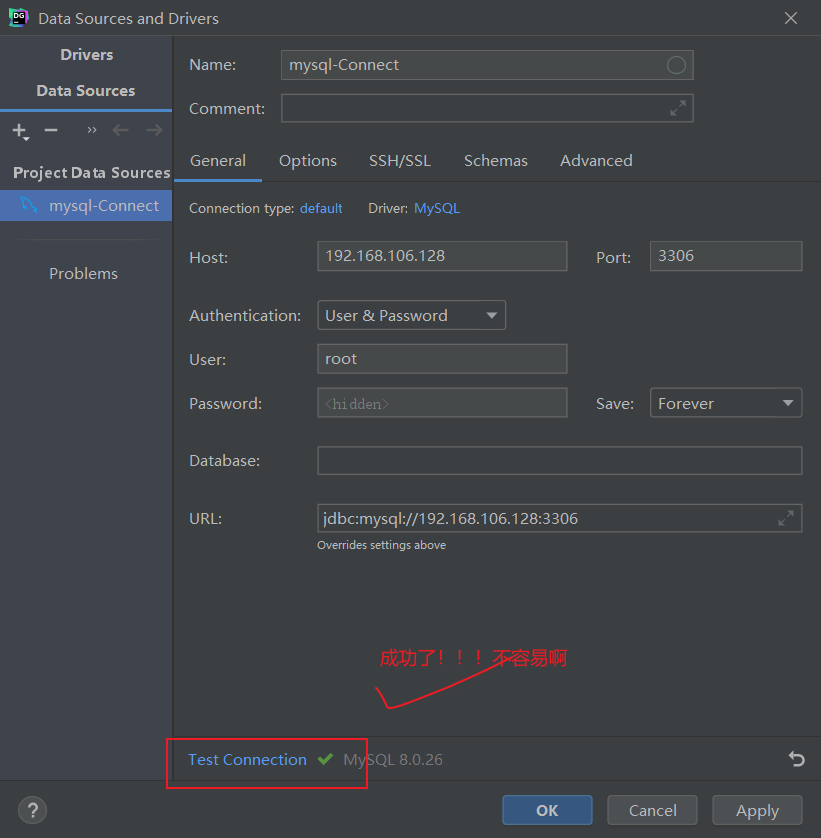 DG Data Sources and Drivers
Drivers
Data Sources
Project Data Sources
mysql-Connect
Problems
Name: mysql-Connect
Comment:
General Options SSH/SSL Schemas Advanced
Connection type: default Driver: MySQL
Host: 192.168.106.128 Port: 3306
Authentication: User & Password
User: root
Password: <hidden> Save: Forever
Database:
URL: jdbc:mysql://192.168.106.128:3306
Overrides settings above
成功了！！！不容易啊
Test Connection MySQL 8.0.26
? OK Cancel Apply